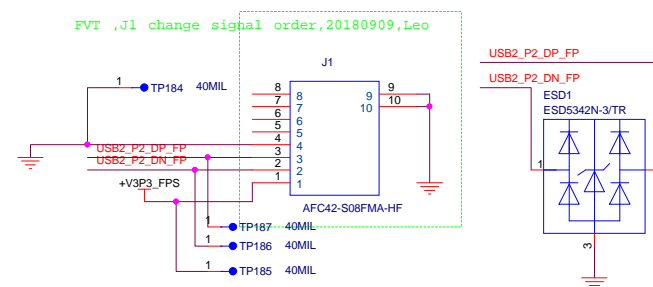 FVT ,J1 change signal order,20180909,Leo
J1
USB2_P2_DP_FP
USB2_P2_DN_FP
ESD1
ESD5342N-3/TR
1
TP184
40MIL
8
8
7
7
6
6
5
5
4
4
3
3
2
2
1
1
9
9
10
10
USB2_P2_DP_FP
USB2_P2_DN_FP
+V3P3_FPS
AFC42-S08FMA-HF
1
3
1
TP187
40MIL
TP186
40MIL
1
1
TP185
40MIL